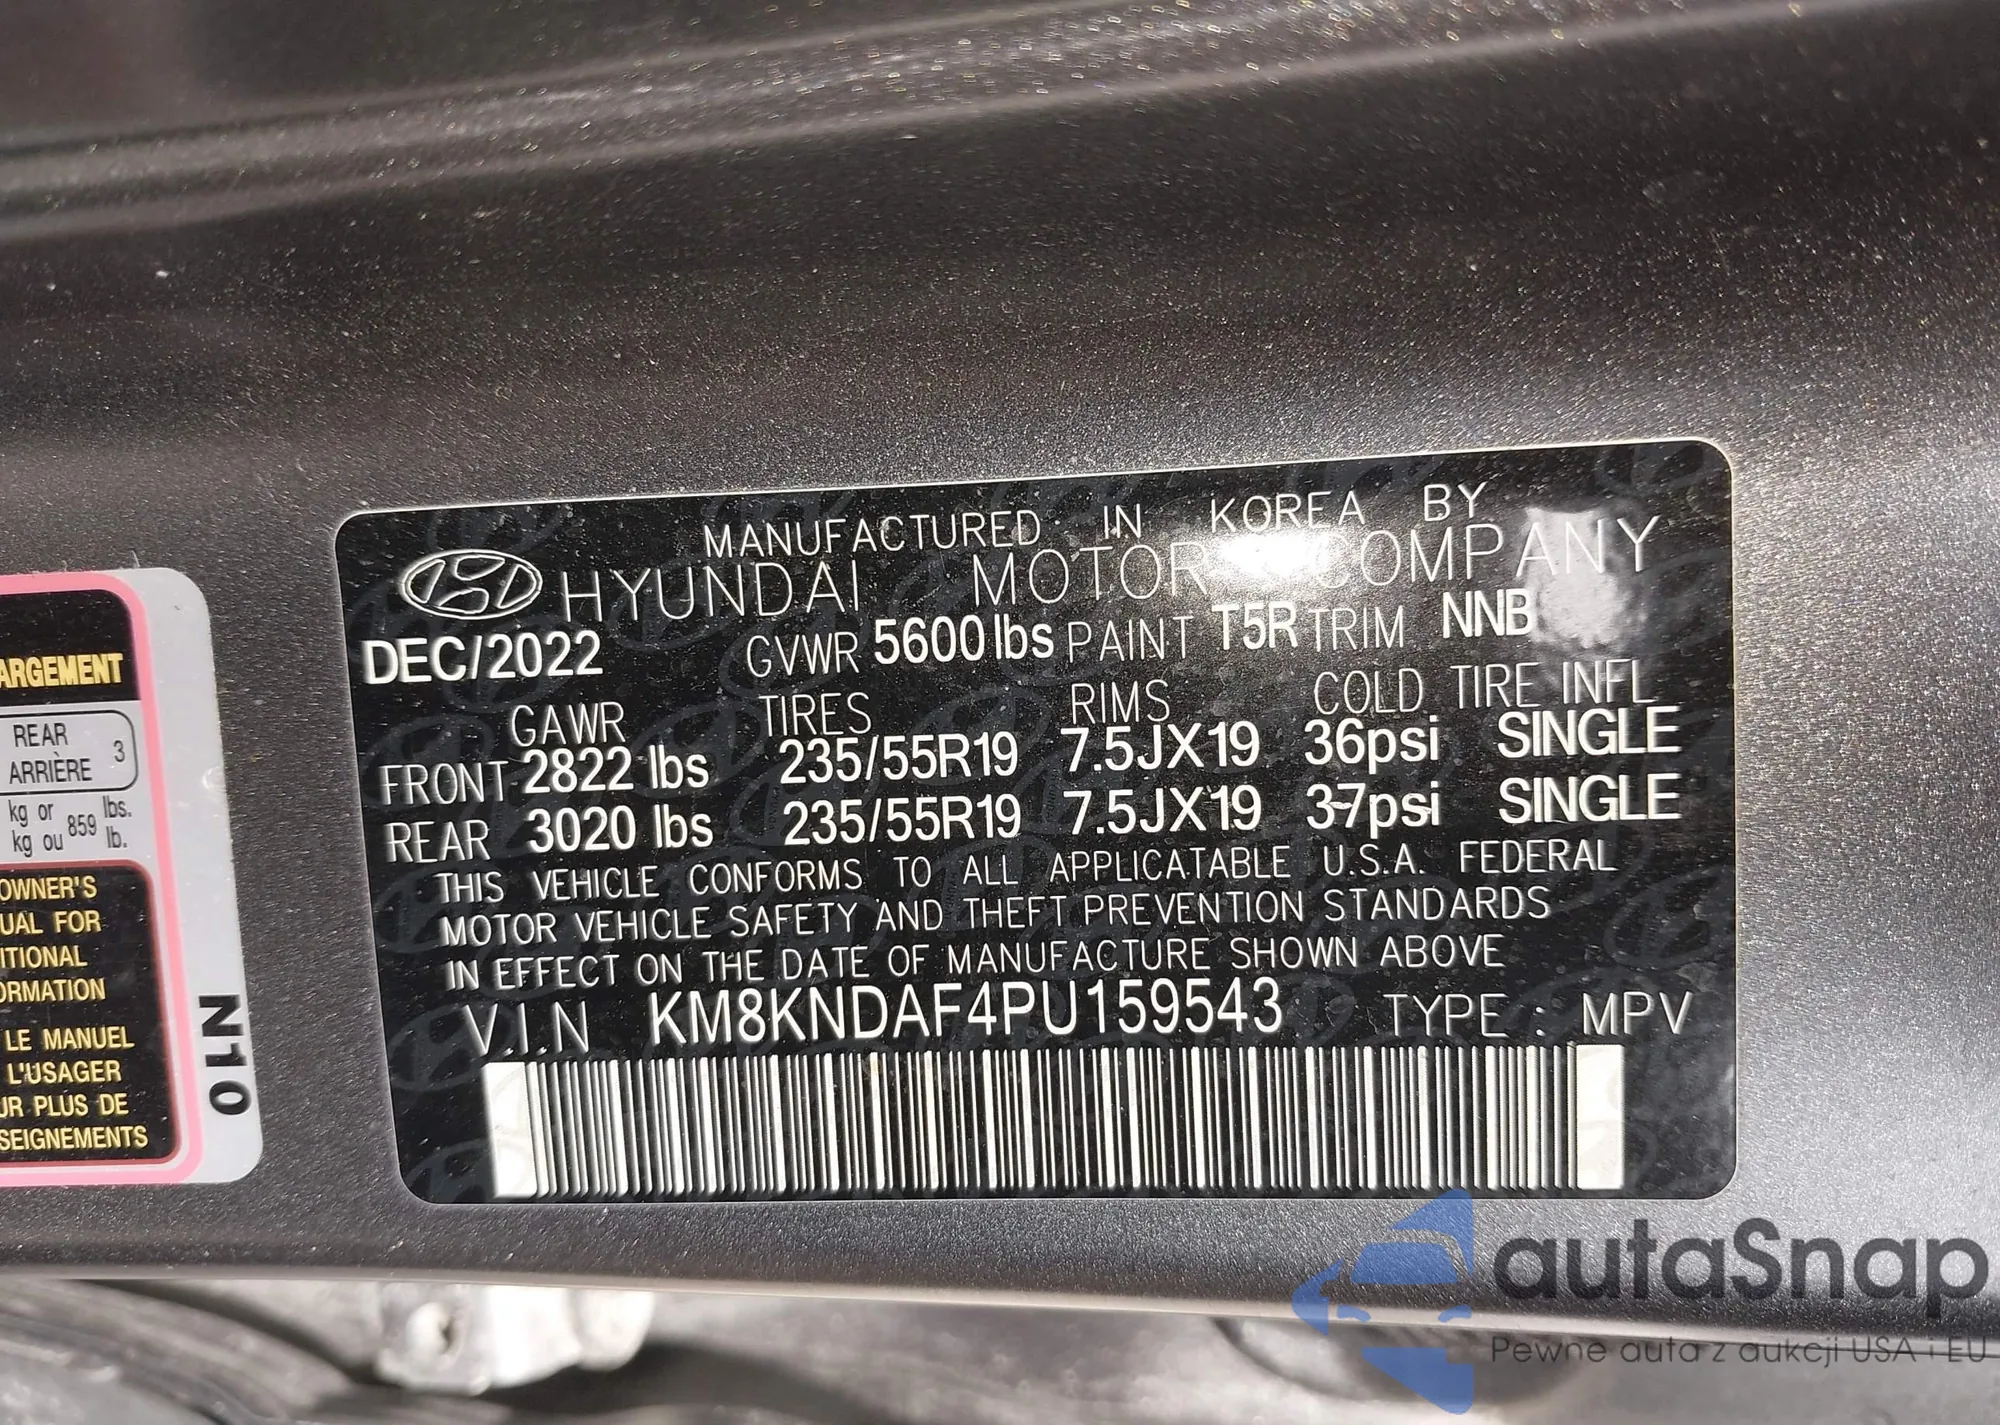 MANUFACTURED IN KOREA BY
HYUNDAI MOTOR COMPANY
DEC/2022 GVWR 5600lbs PAINT T5R TRIM NNB
GAWR TIRES RIMS COLD TIRE INFL
FRONT 2822 lbs 235/55R19 7.5JX19 36psi SINGLE
REAR 3020 lbs 235/55R19 7.5JX19 37psi SINGLE
THIS VEHICLE CONFORMS TO ALL APPLICATABLE U.S.A. FEDERAL
MOTOR VEHICLE SAFETY AND THEFT PREVENTION STANDARDS
IN EFFECT ON THE DATE OF MANUFACTURE SHOWN ABOVE
V.I.N KM8KNDAF4PU159543 TYPE : MPV
ARGEMENT
REAR
ARRIÈRE 3
kg or 859 lbs.
kg ou lb.
OWNER'S
UAL FOR
ITIONAL
ORMATION
LE MANUEL
L'USAGER
UR PLUS DE
SEIGNEMENTS
N10
autaSnap
Pewne auta z aukcji USA i EU